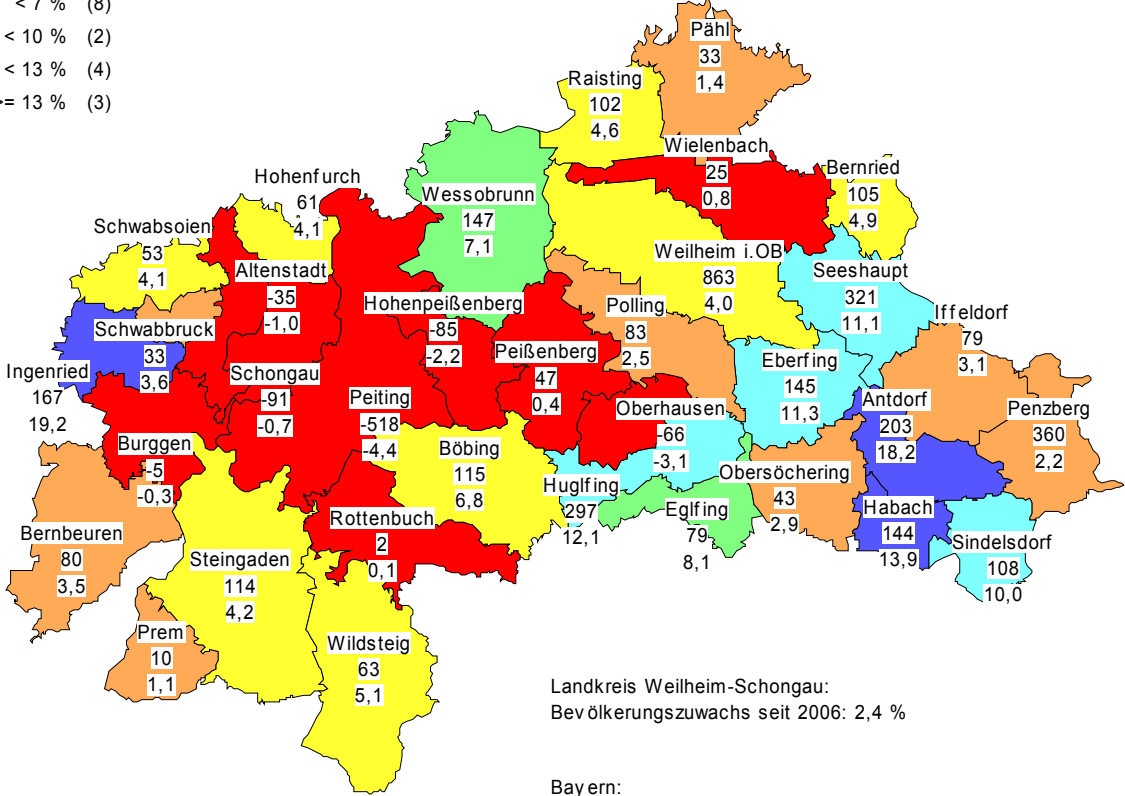 < 7 % (8)
< 10 % (2)
< 13 % (4)
>= 13 % (3)
Pähl
33
1,4
Raisting
102
4,6
Wielenbach
25
0,8
Bernried
105
4,9
Hohenfurch
61
4,1
Wessobrunn
147
7,1
Schwabsoien
53
4,1
Weilheim i.OB
863
4,0
Seeshaupt
321
11,1
Altenstadt
-35
-1,0
Hohenpeißenberg
-85
-2,2
Polling
83
2,5
Iffeldorf
79
3,1
Schwabbruck
33
3,6
Peißenberg
47
0,4
Eberfing
145
11,3
Ingenried
167
19,2
Schongau
-91
-0,7
Peiting
-518
-4,4
Oberhausen
-66
-3,1
Antdorf
203
18,2
Penzberg
360
2,2
Burggen
-5
-0,3
Böbing
115
6,8
Obersöchering
43
2,9
Huglfing
297
12,1
Eglfing
79
8,1
Habach
144
13,9
Sindelsdorf
108
10,0
Bernbeuren
80
3,5
Rottenbuch
2
0,1
Steingaden
114
4,2
Prem
10
1,1
Wildsteig
63
5,1
Landkreis Weilheim-Schongau:
Bevölkerungszuwachs seit 2006: 2,4 %
Bayern: